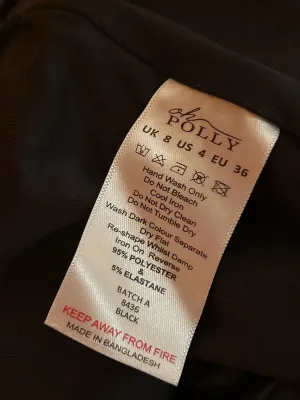 oh
POLLY
UK 8 US 4 EU 36
Hand Wash Only
Do Not Bleach
Cool Iron
Do Not Dry Clean
Do Not Tumble Dry
Wash Dark Colour Separate
Dry Flat
Re-shape Whilst Damp
Iron On Reverse
95% POLYESTER
&
5% ELASTANE
BATCH A
8436
BLACK
KEEP AWAY FROM FIRE
MADE IN BANGLADESH